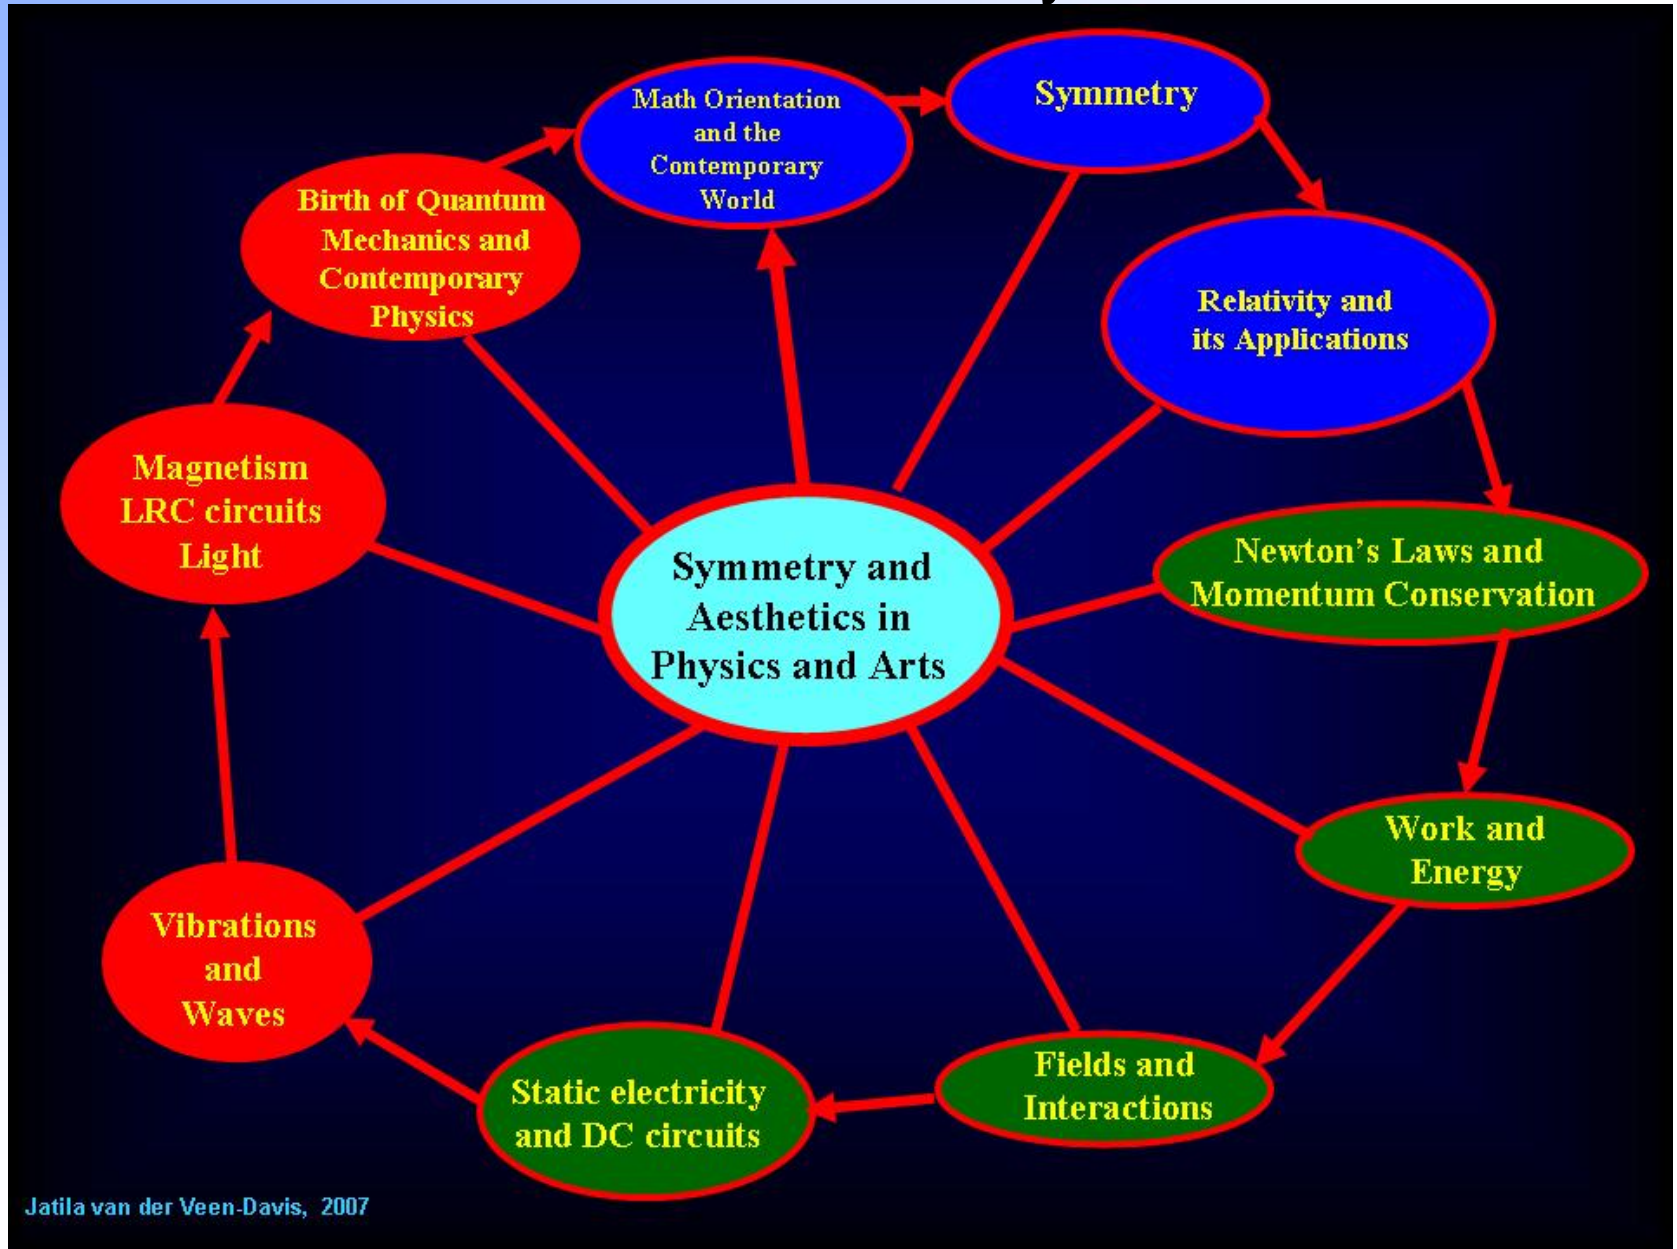 Math Orientation
and the
Contemporary
World
Symmetry
Birth of Quantum
Mechanics and
Contemporary
Physics
Relativity and
its Applications
Magnetism
LRC circuits
Light
Symmetry and
Aesthetics in
Physics and Arts
Newton's Laws and
Momentum Conservation
Work and
Energy
Vibrations
and
Waves
Fields and
Interactions
Static electricity
and DC circuits
Jatila van der Veen-Davis, 2007